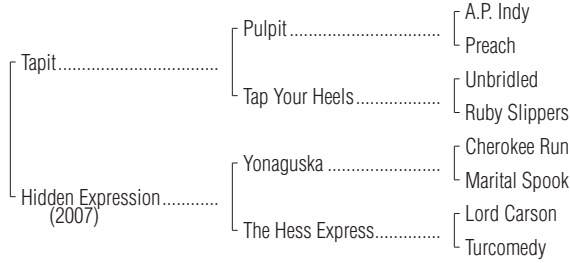 A.P. Indy
Pulpit
Preach
Tapit
Unbridled
Tap Your Heels
Ruby Slippers
Cherokee Run
Yonaguska
Marital Spook
Hidden Expression
(2007)
Lord Carson
The Hess Express
Turcomedy